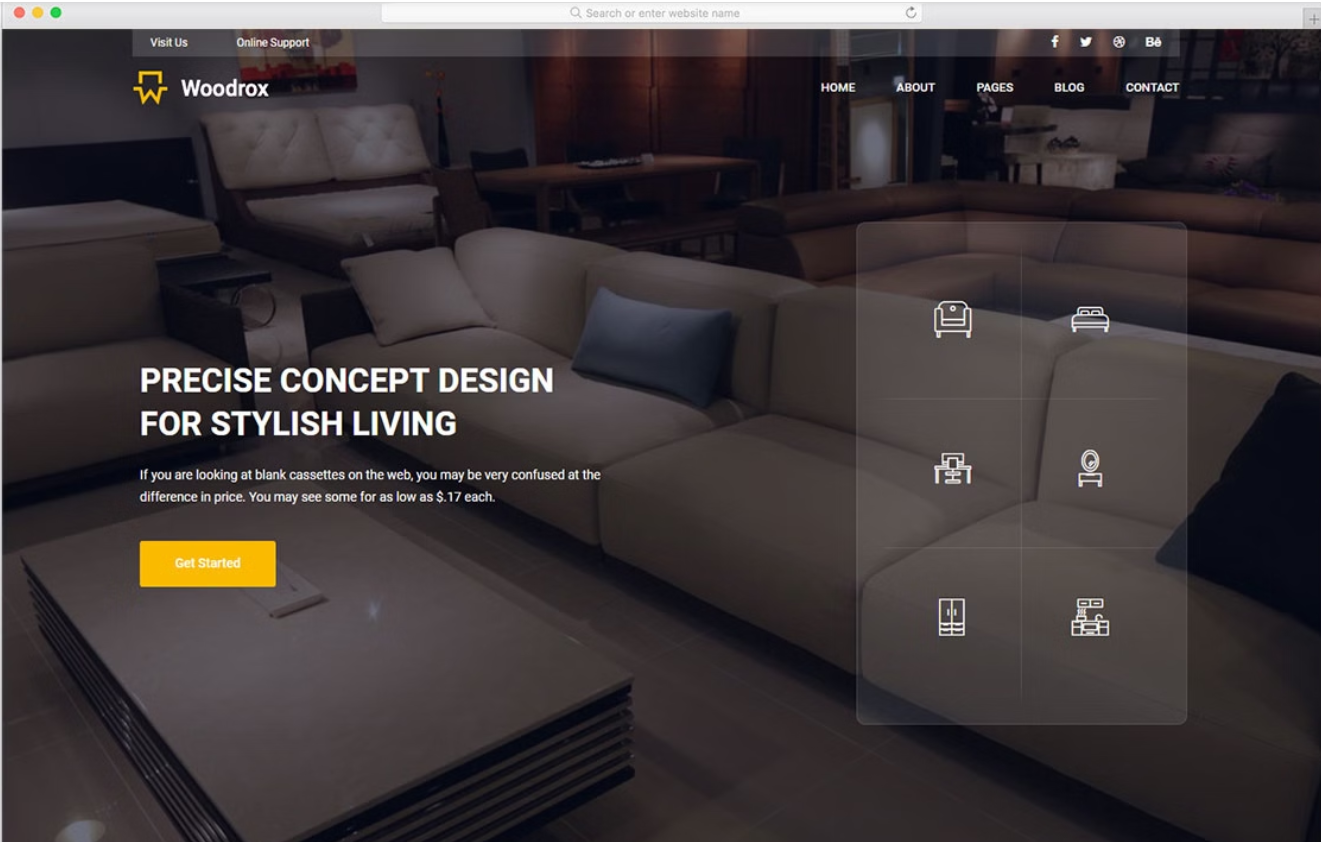 Search or enter website name
Visit Us Online Support Bē
Woodrox
HOME ABOUT PAGES BLOG CONTACT
PRECISE CONCEPT DESIGN
FOR STYLISH LIVING
If you are looking at blank cassettes on the web, you may be very confused at the
difference in price. You may see some for as low as $.17 each.
Get Started